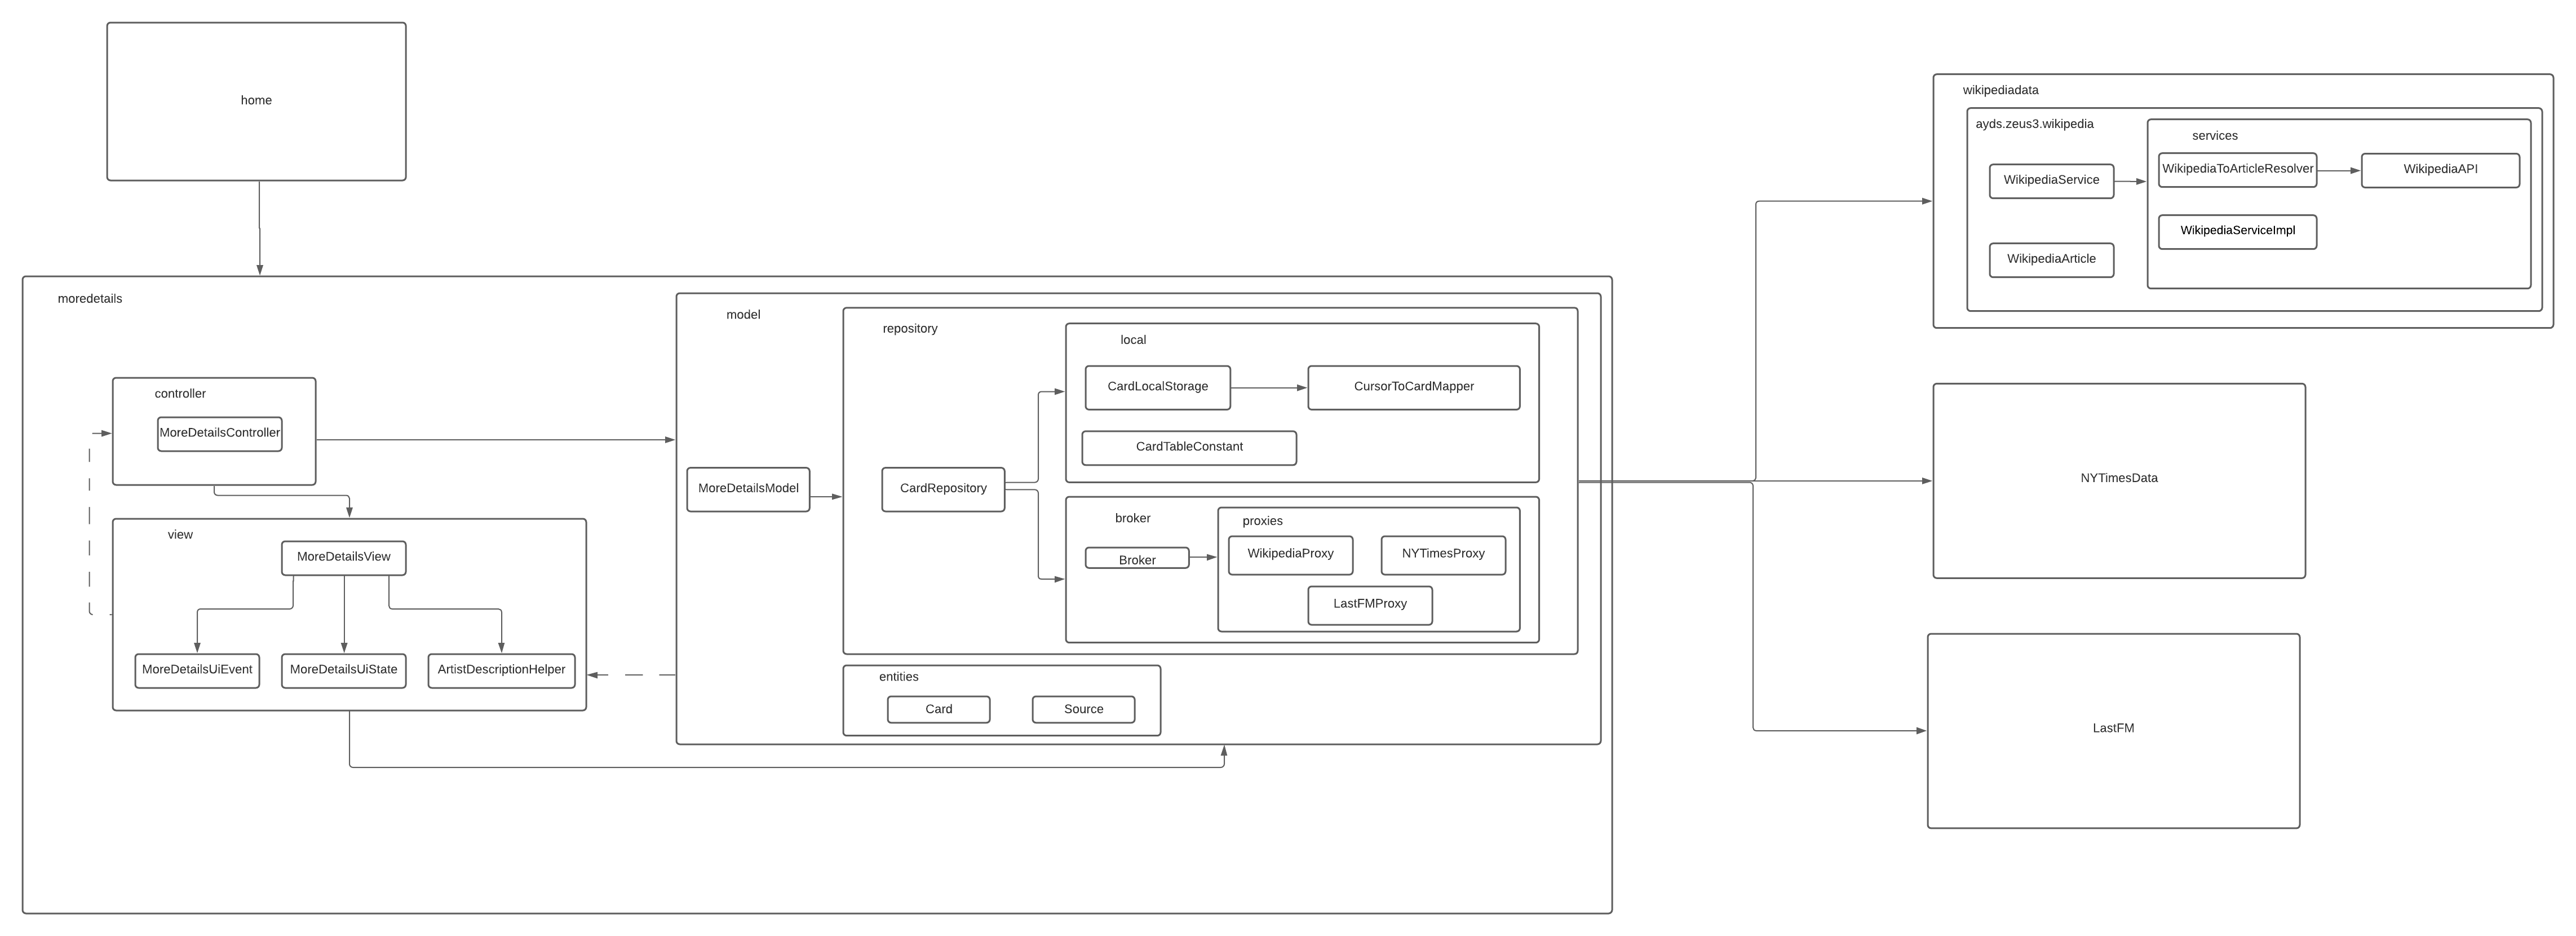 home
wikipediadata
ayds.zeus3.wikipedia
services
WikipediaService
WikipediaToArticleResolver
WikipediaAPI
WikipediaServiceImpl
WikipediaArticle
moredetails
controller
MoreDetailsController
view
MoreDetailsView
MoreDetailsUiEvent
MoreDetailsUiState
ArtistDescriptionHelper
model
MoreDetailsModel
repository
CardRepository
local
CardLocalStorage
CursorToCardMapper
CardTableConstant
broker
Broker
proxies
WikipediaProxy
NYTimesProxy
LastFMProxy
entities
Card
Source
NYTimesData
LastFM